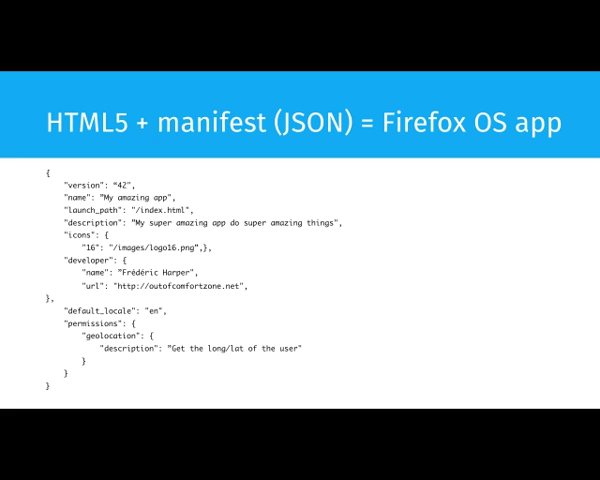 HTML5 + manifest (JSON) = Firefox OS app
{
"version": "42",
"name": "My amazing app",
"launch_path": "/index.html",
"description": "My super amazing app do super amazing things",
"icons": {
"16": "/images/logo16.png",},
"developer": {
"name": "Frédéric Harper",
"url": "http://outofcomfortzone.net",
},
"default_locale": "en",
"permissions": {
"geolocation": {
"description": "Get the long/lat of the user"
}
}
}